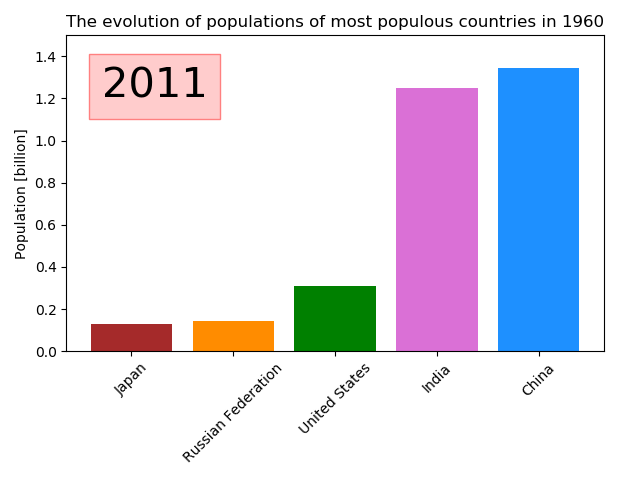 The evolution of populations of most populous countries in 1960
2011
Population [billion]
1.4
1.2
1.0
0.8
0.6
0.4
0.2
0.0
Japan
Russian Federation
United States
India
China